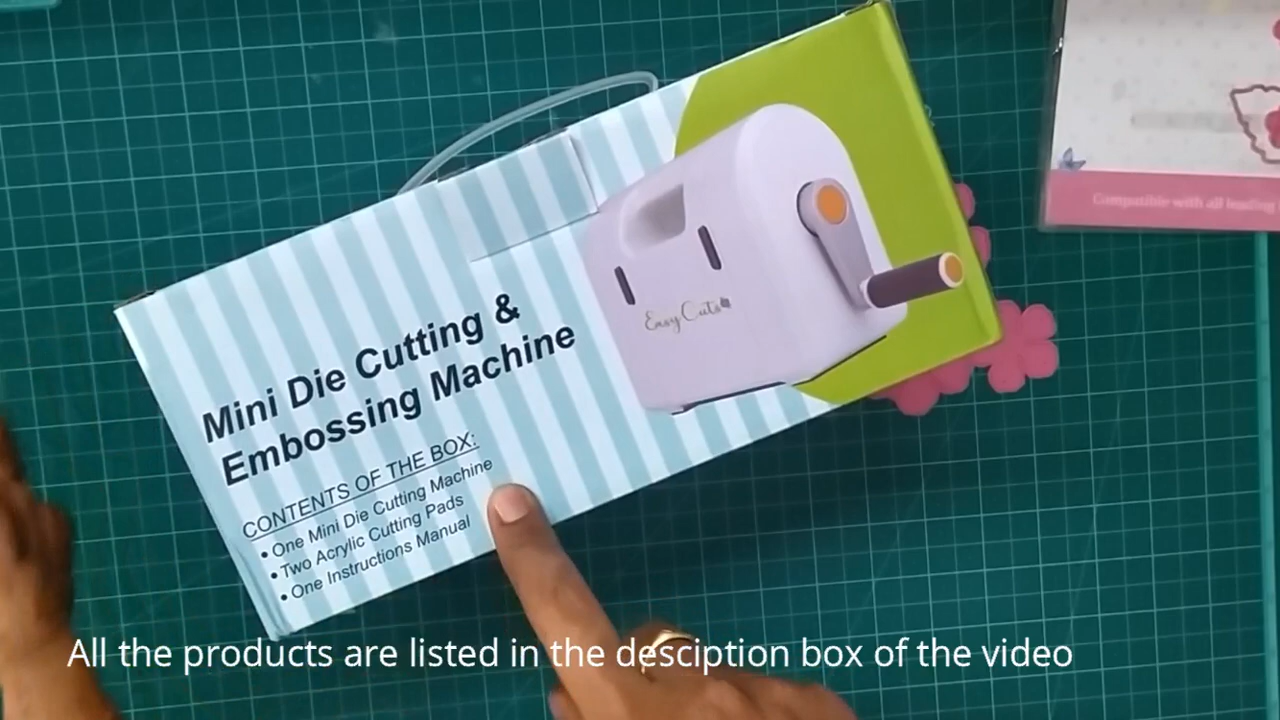 Mini Die Cutting &
Embossing Machine
CONTENTS OF THE BOX:
• One Mini Die Cutting Machine
• Two Acrylic Cutting Pads
• One Instructions Manual
Easy Cuts
Compatible with all leading
All the products are listed in the desciption box of the video